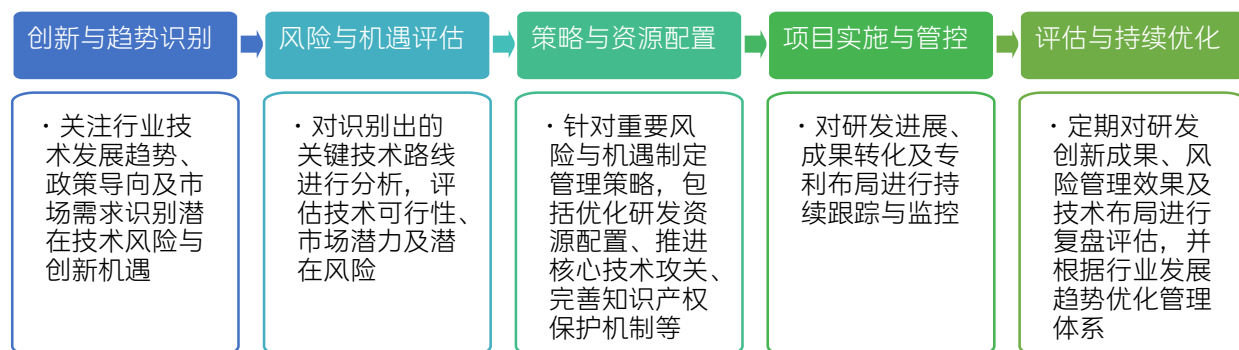 创新与趋势识别
风险与机遇评估
策略与资源配置
项目实施与管控
评估与持续优化
·关注行业技
术发展趋势、
政策导向及市
场需求识别潜
在技术风险与
创新机遇
·对识别出的
关键技术路线
进行分析，评
估技术可行性、
市场潜力及潜
在风险
·针对重要风
险与机遇制定
管理策略，包
括优化研发资
源配置、推进
核心技术攻关、
完善知识产权
保护机制等
·对研发进展、
成果转化及专
利布局进行持
续跟踪与监控
·定期对研发
创新成果、风
险管理效果及
技术布局进行
复盘评估，并
根据行业发展
趋势优化管理
体系